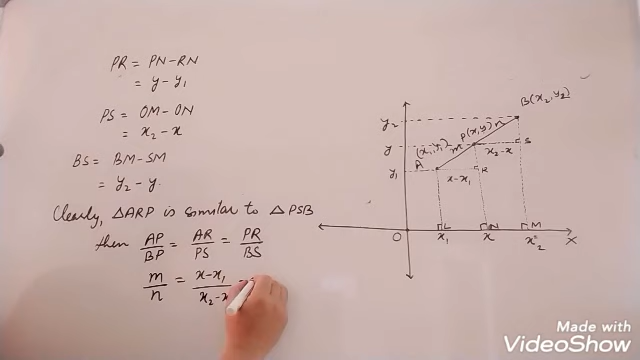 PR = PN-RN
= y-y₁
PS = OM-ON
= x₂-x
BS = BM-SM
= y₂-y
Clearly, △ARP is similar to △PSB
then AP/BP = AR/PS = PR/BS
m/n = x-x₁/x₂-x =
B(x₂,y₂)
y₂
n
P(x,y)
y
(x₁,y₁)
m
x₂-x
S
A
y₁
x-x₁
R
L
N
M
O
x₁
x
x₂
X
Made with
VideoShow